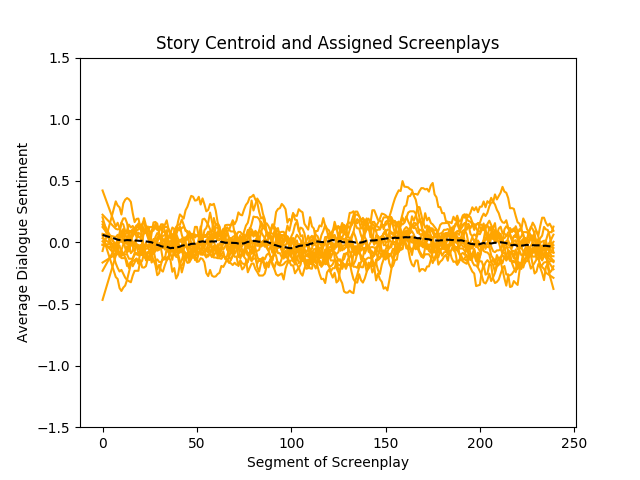 Story Centroid and Assigned Screenplays
1.5
1.0
0.5
0.0
−0.5
−1.0
−1.5
Average Dialogue Sentiment
0 50 100 150 200 250
Segment of Screenplay